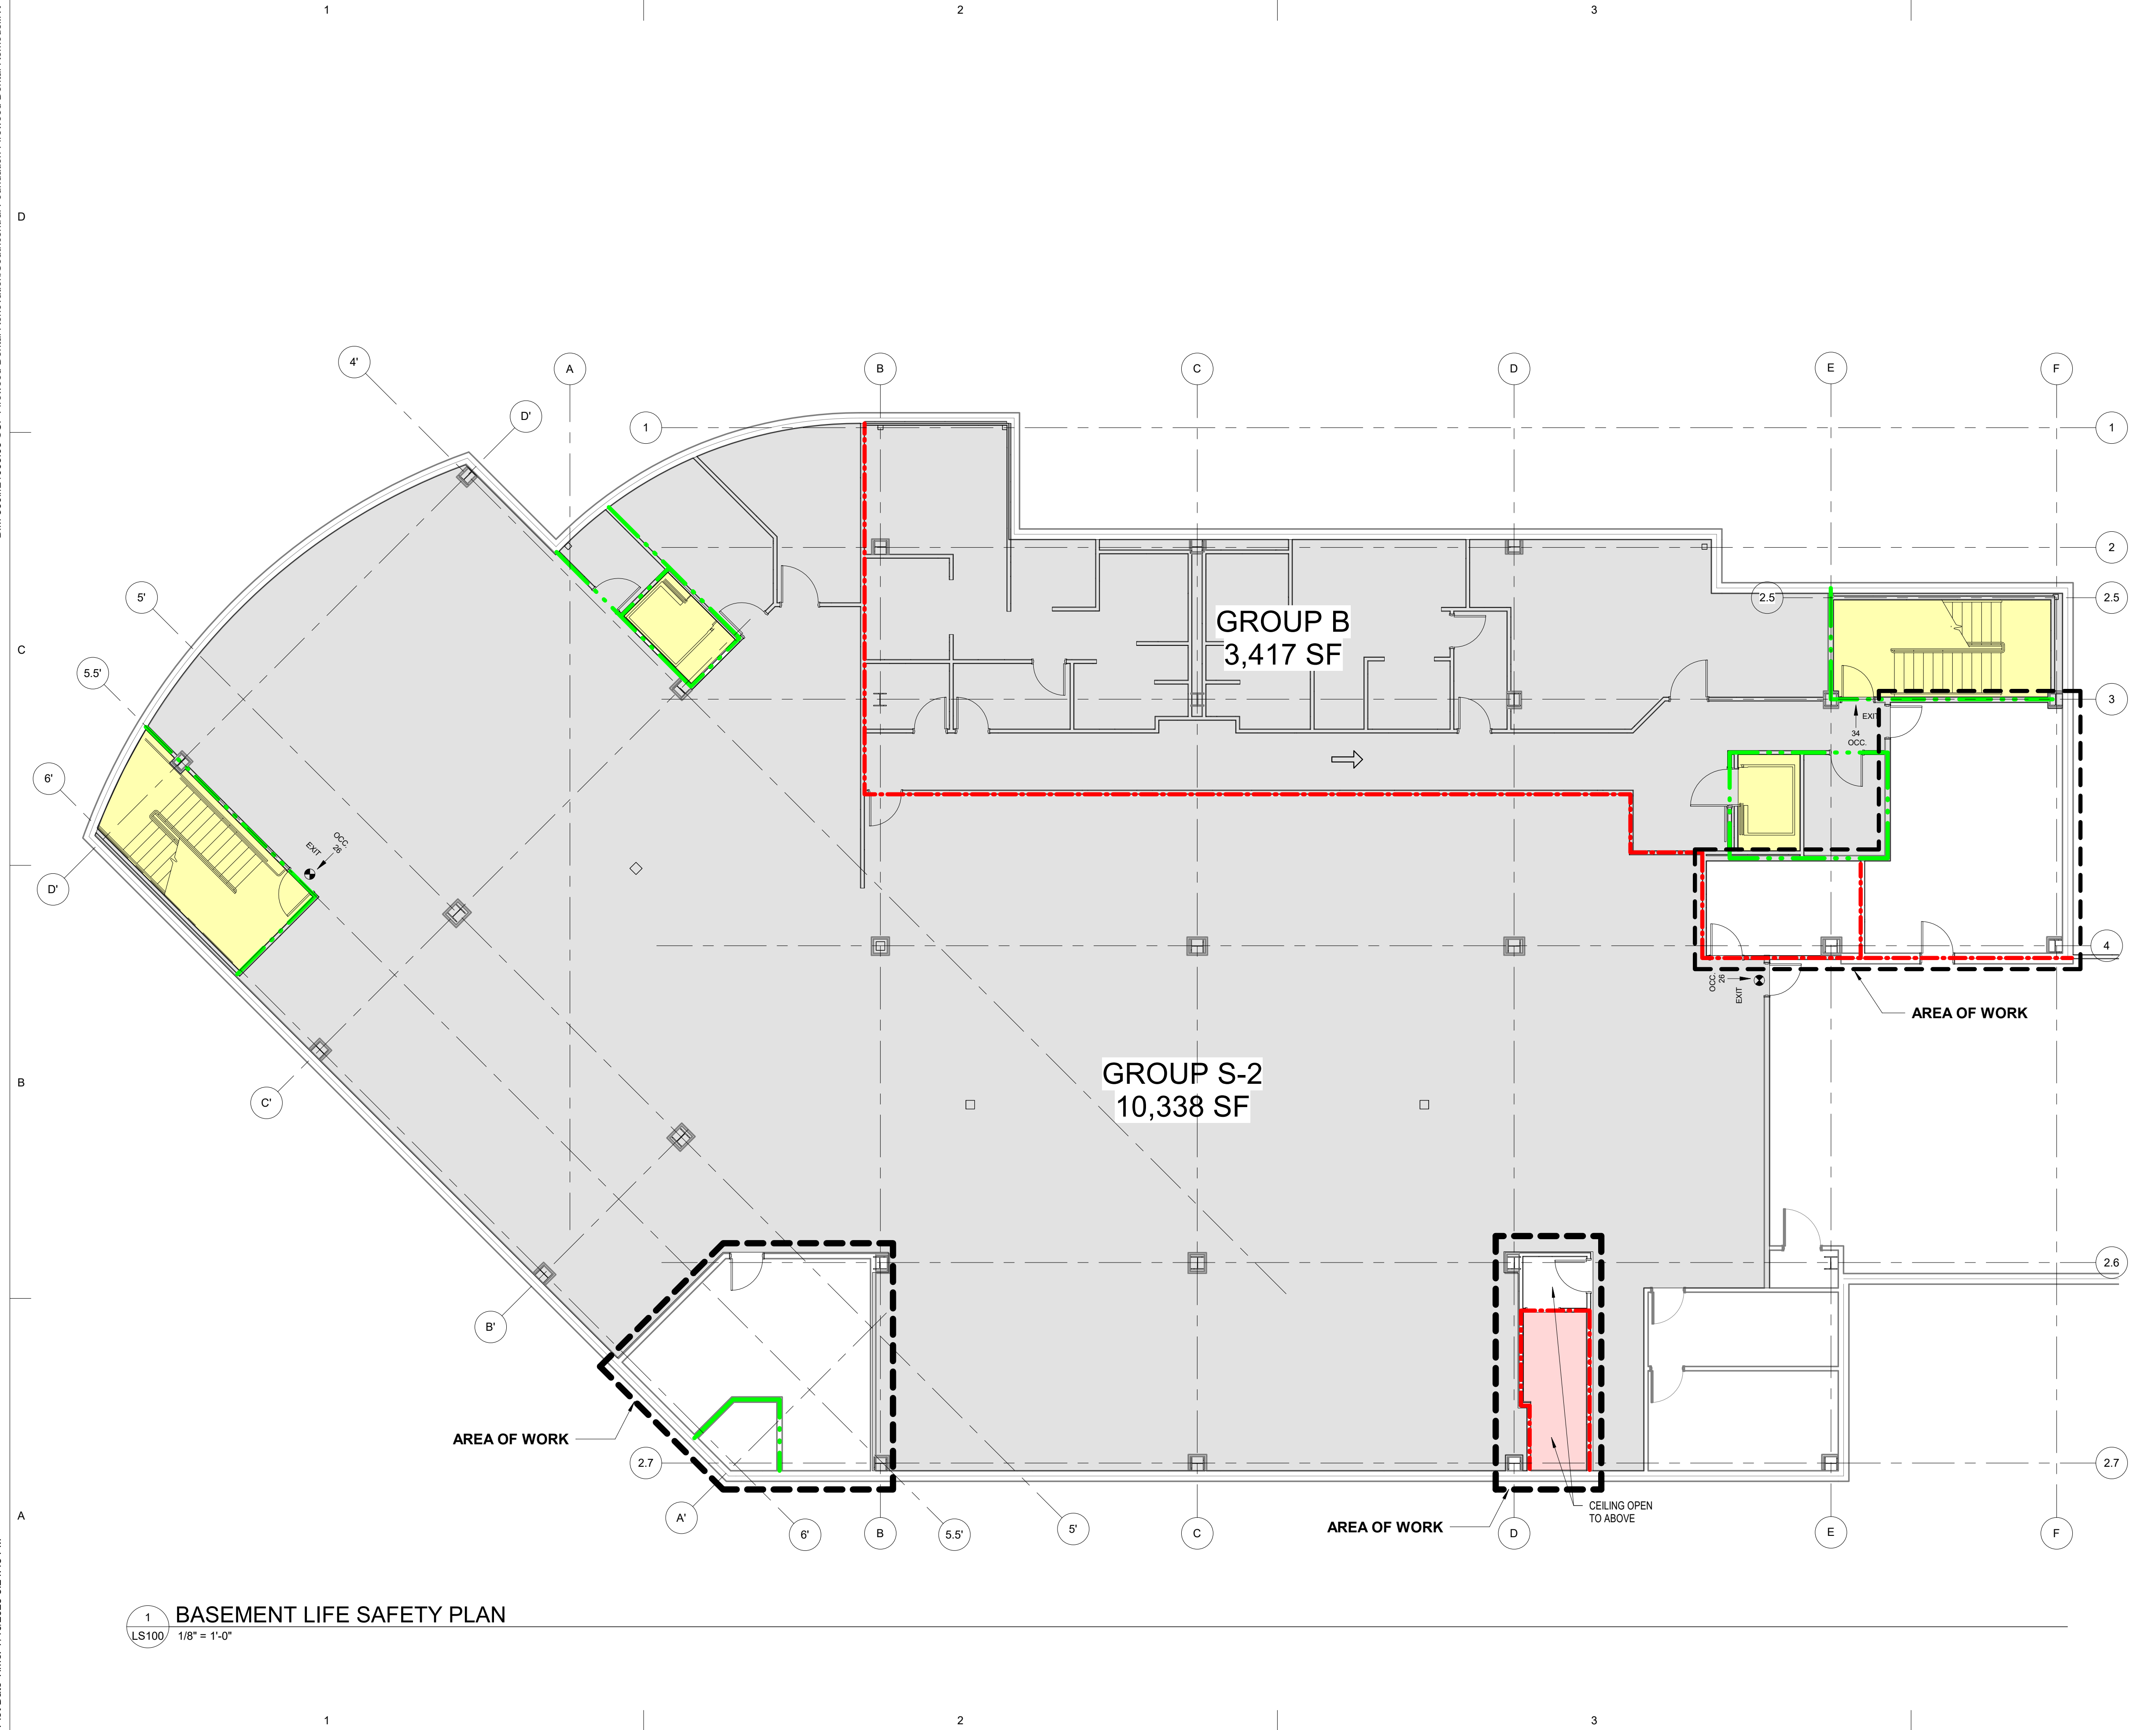 1
2
3
D
4'
D'
A
B
C
D
E
F
1
1
2
5'
2.5
2.5
GROUP B
3,417 SF
C
5.5'
3
EXIT
34
OCC.
6'
OCC.
26
EXIT
D'
4
OCC.
26
EXIT
AREA OF WORK
GROUP S-2
10,338 SF
B
C'
2.6
B'
AREA OF WORK
2.7
2.7
CEILING OPEN
TO ABOVE
A
A'
6'
B
5.5'
5'
C
AREA OF WORK
D
E
F
1
LS100
BASEMENT LIFE SAFETY PLAN
1/8" = 1'-0"
1
2
3